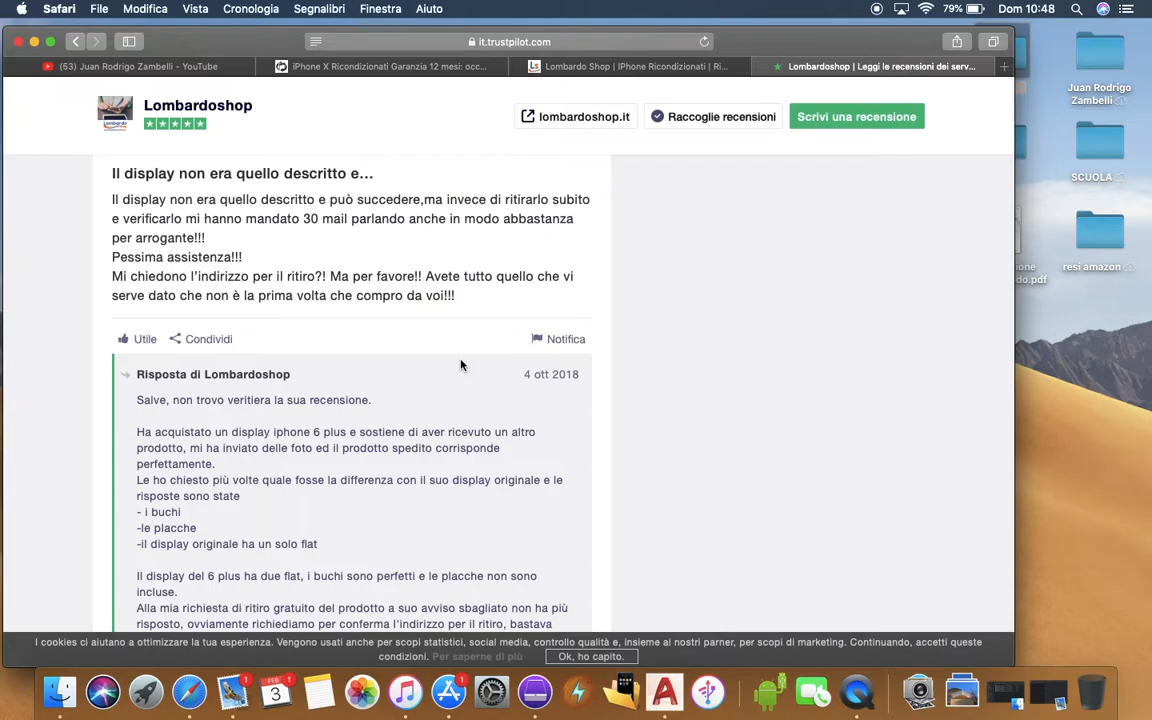 Safari File Modifica Vista Cronologia Segnalibri Finestra Aiuto 79% Dom 10:48
it.trustpilot.com
(53) Juan Rodrigo Zambelli - YouTube iPhone X Ricondizionati Garanzia 12 mesi: occ... Lombardo Shop | IPhone Ricondizionati | Ri... Lombardoshop | Leggi le recensioni dei serv...
Juan Rodrigo
Zambelli
SCUOLA
resi amazon
ione
do.pdf
Lombardoshop
lombardoshop.it Raccoglie recensioni Scrivi una recensione
Il display non era quello descritto e...
Il display non era quello descritto e può succedere,ma invece di ritirarlo subito
e verificarlo mi hanno mandato 30 mail parlando anche in modo abbastanza
per arrogante!!!
Pessima assistenza!!!
Mi chiedono l'indirizzo per il ritiro?! Ma per favore!! Avete tutto quello che vi
serve dato che non è la prima volta che compro da voi!!!
Utile Condividi Notifica
Risposta di Lombardoshop 4 ott 2018
Salve, non trovo veritiera la sua recensione.
Ha acquistato un display iphone 6 plus e sostiene di aver ricevuto un altro
prodotto, mi ha inviato delle foto ed il prodotto spedito corrisponde
perfettamente.
Le ho chiesto più volte quale fosse la differenza con il suo display originale e le
risposte sono state
- i buchi
-le placche
-il display originale ha un solo flat
Il display del 6 plus ha due flat, i buchi sono perfetti e le placche non sono
incluse.
Alla mia richiesta di ritiro gratuito del prodotto a suo avviso sbagliato non ha più
risposto, ovviamente richiediamo per conferma l'indirizzo per il ritiro, bastava
I cookies ci aiutano a ottimizzare la tua esperienza. Vengono usati anche per scopi statistici, social media, controllo qualità e, insieme ai nostri parner, per scopi di marketing. Continuando, accetti queste
condizioni. Per saperne di più Ok, ho capito.
1 FEB 3 1 1